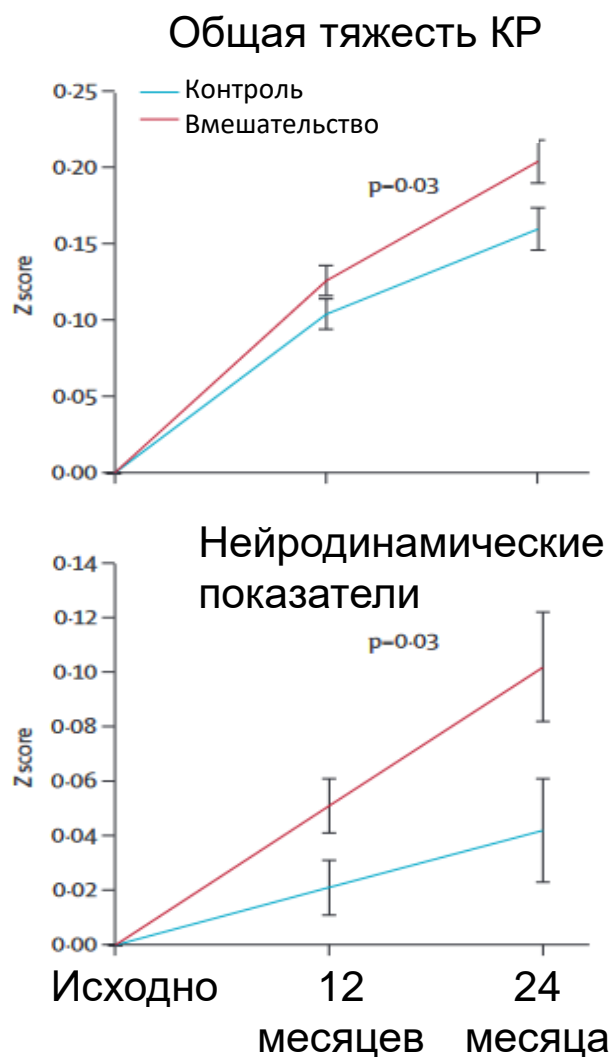 Общая тяжесть КР
0·25
Контроль
Вмешательство
0·20
p=0·03
0·15
Z score
0·10
0·05
0·00
Нейродинамические
показатели
0·14
0·12
p=0·03
0·10
0·08
Z score
0·06
0·04
0·02
0·00
Исходно 12 24
месяцев месяца